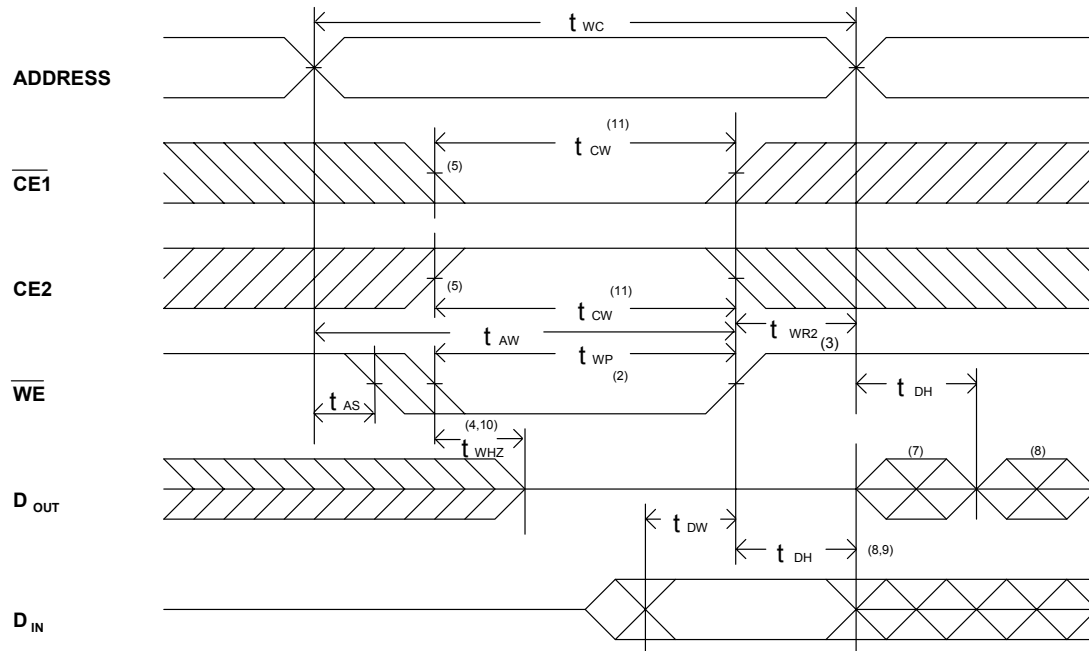 t WC
ADDRESS
(11)
t CW
CE1
(5)
CE2
(5)
(11)
t CW
t AW
t WR2
(3)
t WP
(2)
WE
t AS
t DH
(4,10)
t WHZ
(7)
(8)
D OUT
t DW
t DH
(8,9)
D IN